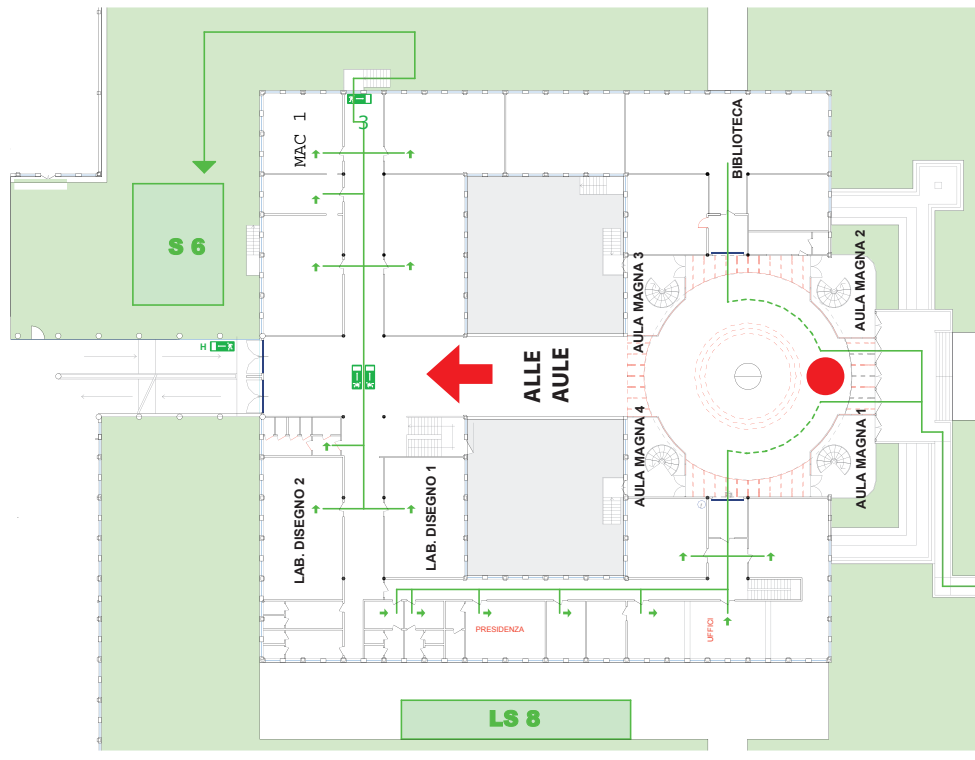 3
MAC 1
BIBLIOTECA
S 6
AULA MAGNA 3
AULA MAGNA 2
H
ALLE
AULE
AULA MAGNA 4
AULA MAGNA 1
LAB. DISEGNO 2
LAB. DISEGNO 1
PRESIDENZA
UFFICI
LS 8